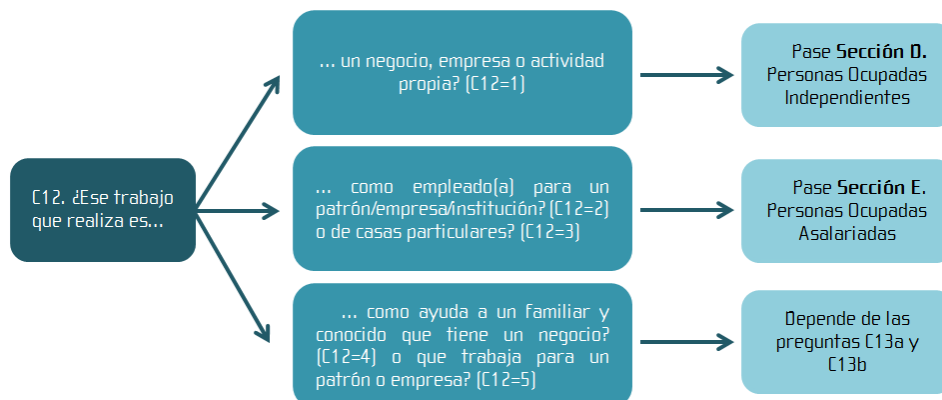 C12. ¿Ese trabajo
que realiza es...
... un negocio, empresa o actividad
propia? (C12=1)
Pase Sección D.
Personas Ocupadas
Independientes
... como empleado(a) para un
patrón/empresa/institución? (C12=2)
o de casas particulares? (C12=3)
Pase Sección E.
Personas Ocupadas
Asalariadas
... como ayuda a un familiar y
conocido que tiene un negocio?
(C12=4) o que trabaja para un
patrón o empresa? (C12=5)
Depende de las
preguntas C13a y
C13b